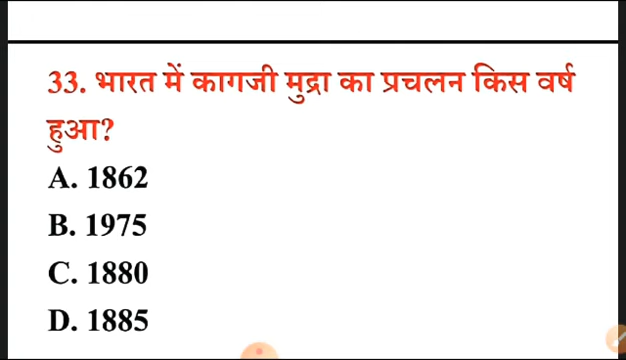 33. भारत में कागजी मुद्रा का प्रचलन किस वर्ष
हुआ?
A. 1862
B. 1975
C. 1880
D. 1885